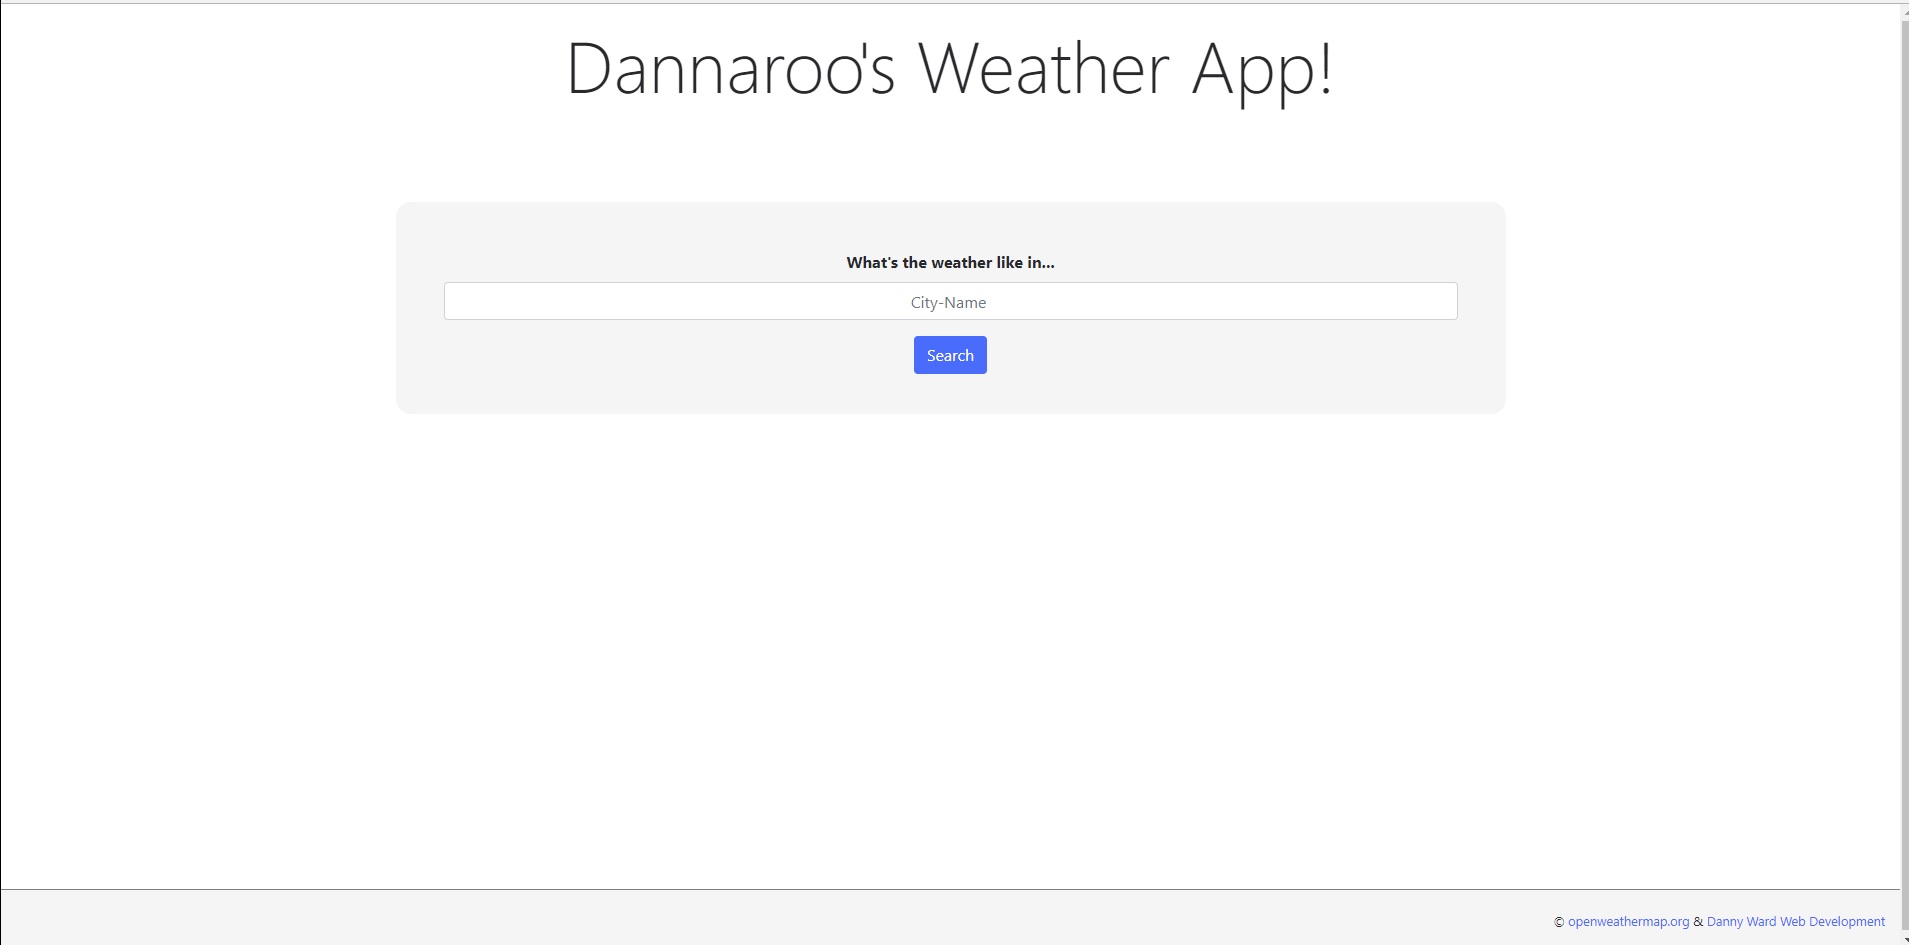 Dannaroo's Weather App!
What's the weather like in...
City-Name
Search
© openweathermap.org & Danny Ward Web Development